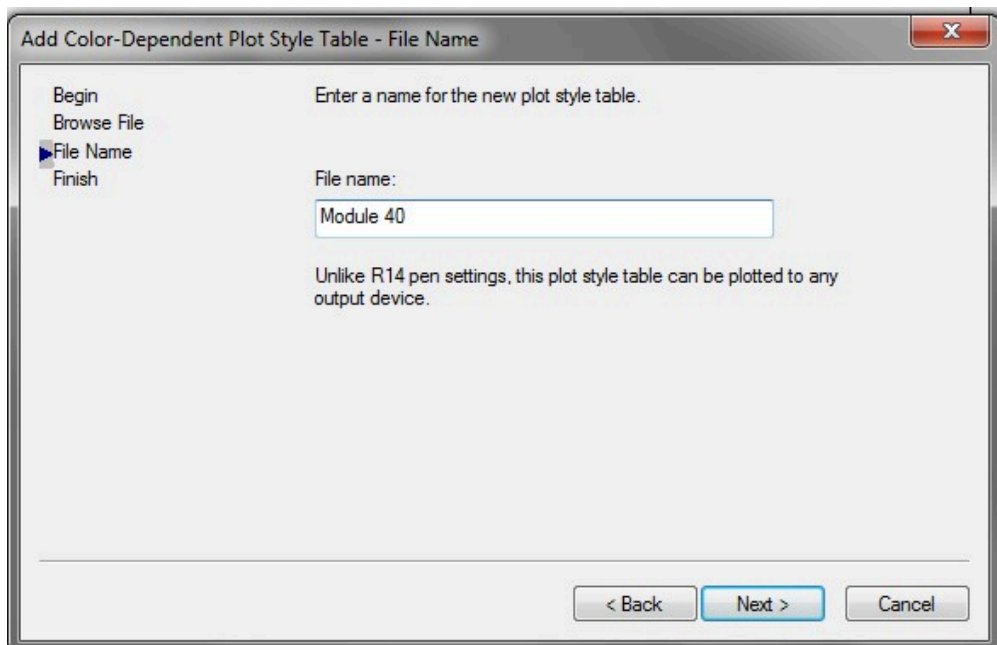 Add Color-Dependent Plot Style Table - File Name
Begin
Browse File
File Name
Finish
Enter a name for the new plot style table.
File name:
Module 40
Unlike R14 pen settings, this plot style table can be plotted to any
output device.
< Back
Next >
Cancel